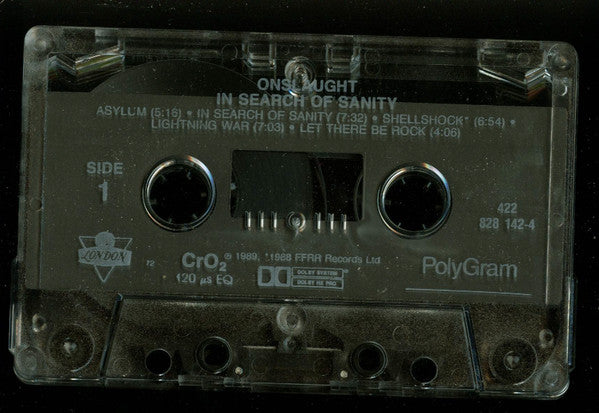 ONSLAUGHT
IN SEARCH OF SANITY
ASYLUM (5:16) • IN SEARCH OF SANITY (7:32) • SHELLSHOCK* (6:54) •
LIGHTNING WAR (7:03) • LET THERE BE ROCK (4:06)
SIDE
1
422
828 142-4
LONDON
72
CrO2
120 µs EQ
℗ 1989, *1988 FFRR Records Ltd
DOLBY SYSTEM
DOLBY HX PRO
PolyGram